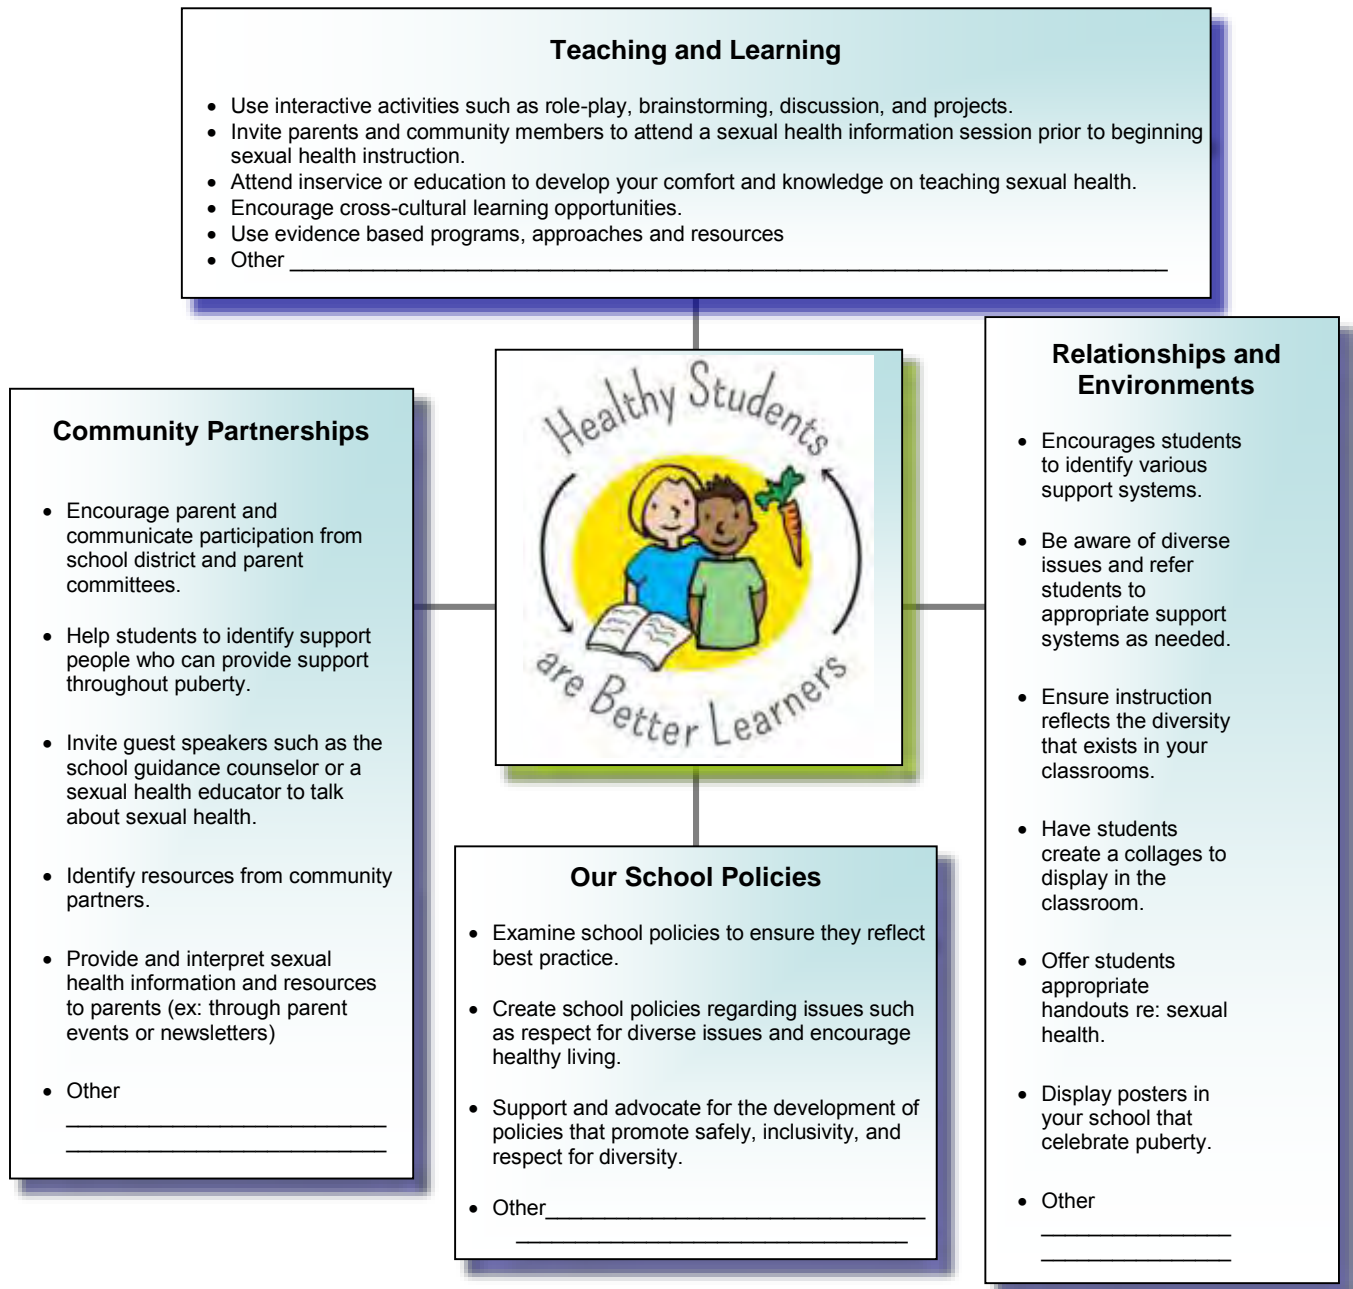 Teaching and Learning
• Use interactive activities such as role-play, brainstorming, discussion, and projects.
• Invite parents and community members to attend a sexual health information session prior to beginning
sexual health instruction.
• Attend inservice or education to develop your comfort and knowledge on teaching sexual health.
• Encourage cross-cultural learning opportunities.
• Use evidence based programs, approaches and resources
• Other ____________________
Community Partnerships
• Encourage parent and
communicate participation from
school district and parent
committees.
• Help students to identify support
people who can provide support
throughout puberty.
• Invite guest speakers such as the
school guidance counselor or a
sexual health educator to talk
about sexual health.
• Identify resources from community
partners.
• Provide and interpret sexual
health information and resources
to parents (ex: through parent
events or newsletters)
• Other
____________________
____________________
Healthy Students
are Better Learners
Our School Policies
• Examine school policies to ensure they reflect
best practice.
• Create school policies regarding issues such
as respect for diverse issues and encourage
healthy living.
• Support and advocate for the development of
policies that promote safely, inclusivity, and
respect for diversity.
• Other____________________
____________________
Relationships and
Environments
• Encourages students
to identify various
support systems.
• Be aware of diverse
issues and refer
students to
appropriate support
systems as needed.
• Ensure instruction
reflects the diversity
that exists in your
classrooms.
• Have students
create a collages to
display in the
classroom.
• Offer students
appropriate
handouts re: sexual
health.
• Display posters in
your school that
celebrate puberty.
• Other
____________________
____________________